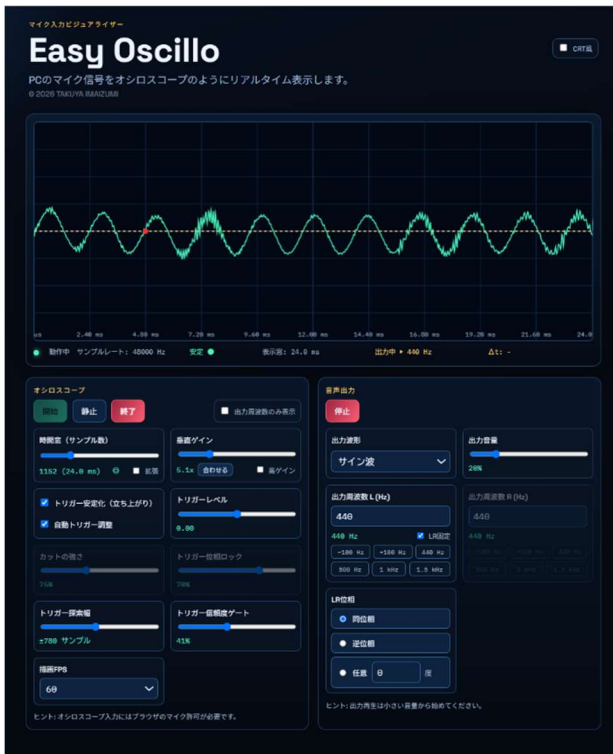 マイク入力ビジュアライザー
Easy Oscillo
CRT風
PCのマイク信号をオシロスコープのようにリアルタイム表示します。
© 2026 TAKUYA IMAIZUMI
2.40 ms 4.80 ms 7.20 ms 9.60 ms 12.00 ms 14.40 ms 16.80 ms 19.20 ms 21.60 ms 24.0
動作中 サンプルレート: 48000 Hz 安定 表示窓: 24.0 ms 出力中 ▶ 440 Hz Δt: -
オシロスコープ
開始 静止 終了 出力周波数のみ表示
時間窓 (サンプル数)
1152 (24.0 ms) 拡張
垂直ゲイン
5.1x 合わせる 高ゲイン
トリガー安定化 (立ち上がり)
自動トリガー調整
トリガーレベル
0.00
カットの強さ
トリガー位相ロック
トリガー探索幅
±780 サンプル
トリガー信頼度ゲート
41%
描画FPS
60
ヒント: オシロスコープ入力にはブラウザのマイク許可が必要です。
音声出力
停止
出力波形
サイン波
出力音量
20%
出力周波数 L (Hz)
440
440 Hz LR固定
-100 Hz +100 Hz 440 Hz
500 Hz 1 kHz 1.5 kHz
出力周波数 R (Hz)
440
440 Hz
LR位相
同位相
逆位相
任意 0 度
ヒント: 出力再生は小さい音量から始めてください。